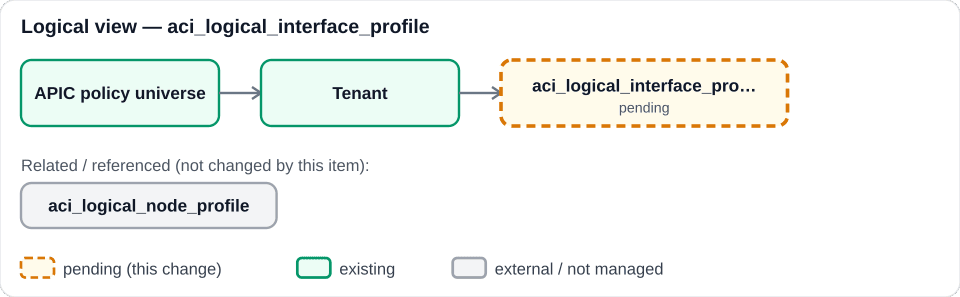 Logical view — aci_logical_interface_profile
APIC policy universe
Tenant
aci_logical_interface_pro...
pending
Related / referenced (not changed by this item):
aci_logical_node_profile
pending (this change)
existing
external / not managed